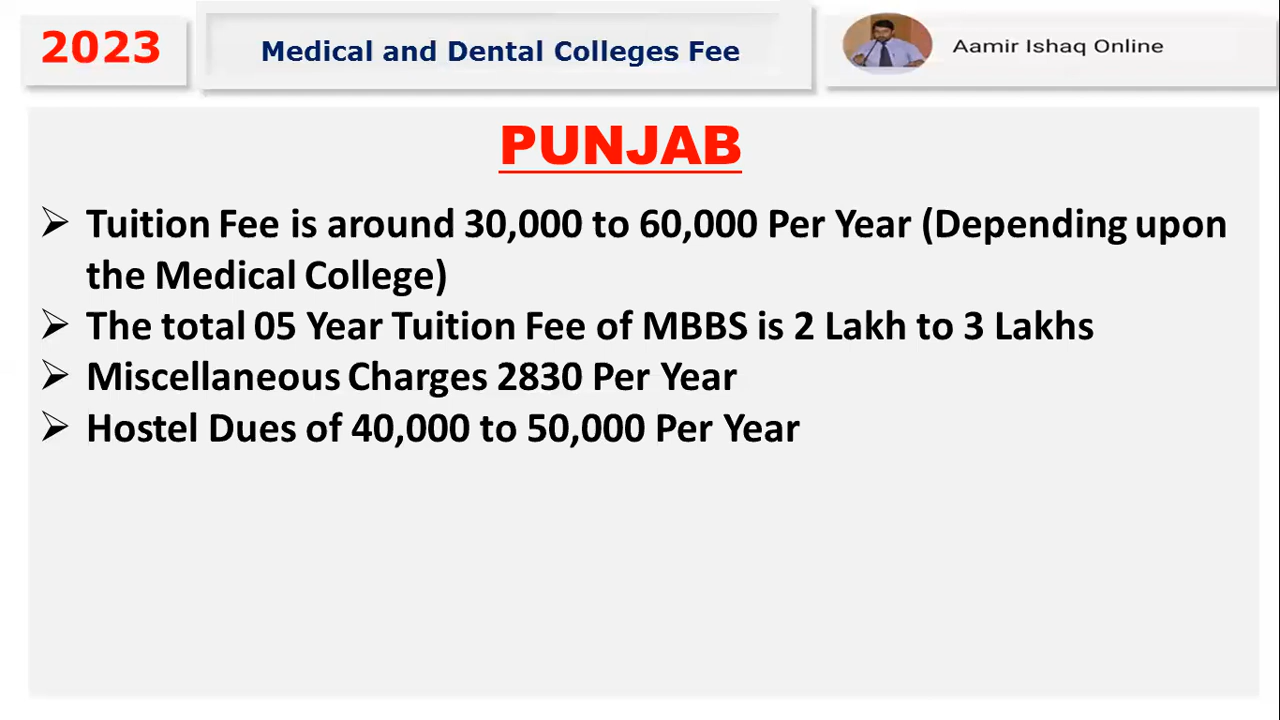 2023
Medical and Dental Colleges Fee
Aamir Ishaq Online
PUNJAB
➢ Tuition Fee is around 30,000 to 60,000 Per Year (Depending upon
the Medical College)
➢ The total 05 Year Tuition Fee of MBBS is 2 Lakh to 3 Lakhs
➢ Miscellaneous Charges 2830 Per Year
➢ Hostel Dues of 40,000 to 50,000 Per Year